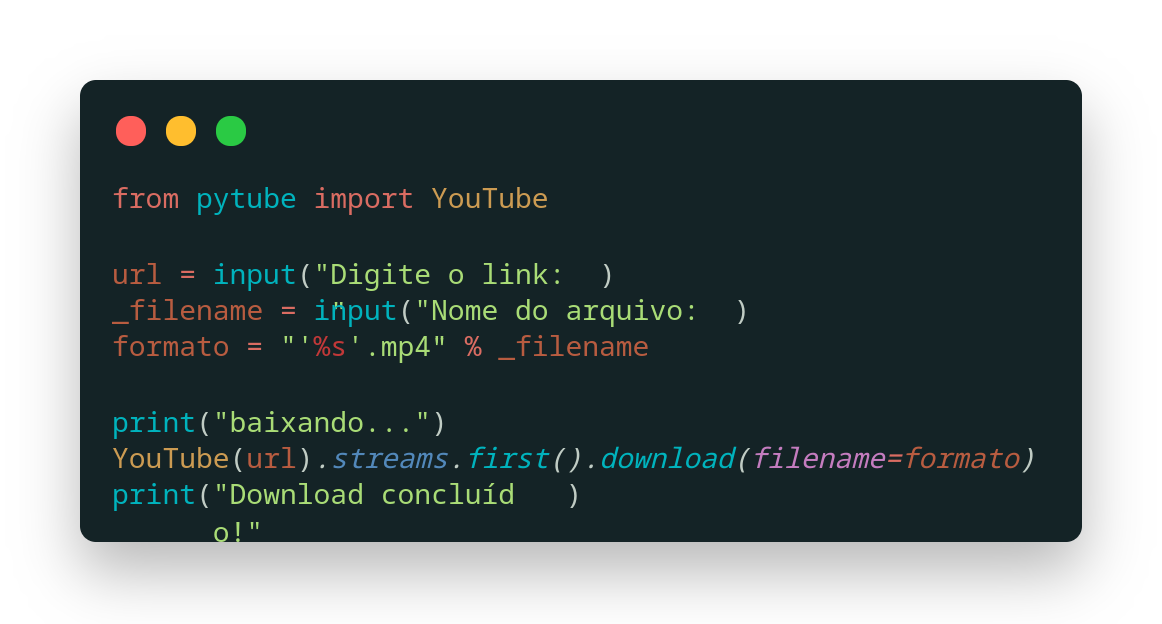 from pytube import YouTube
url = input("Digite o link: ")
_filename = input("Nome do arquivo: )
formato = "'%s'.mp4" % _filename
print("baixando...")
YouTube(url).streams.first().download(filename=formato)
print("Download concluíd )
o!"